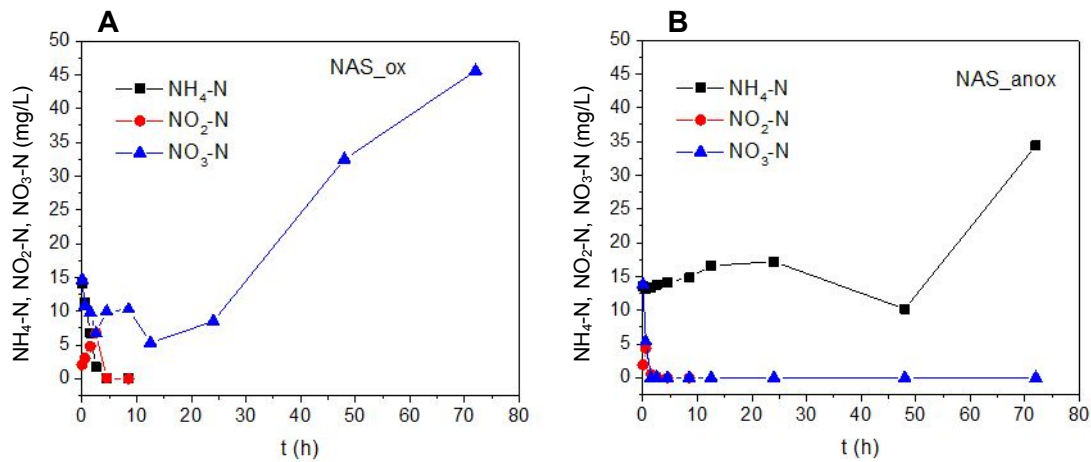 A
NH₄-N, NO₂-N, NO₃-N (mg/L)
50
45
40
35
30
25
20
15
10
5
0
NAS_ox
NH₄-N
NO₂-N
NO₃-N
0 10 20 30 40 50 60 70 80
t (h)
B
NH₄-N, NO₂-N, NO₃-N (mg/L)
50
45
40
35
30
25
20
15
10
5
0
NAS_anox
NH₄-N
NO₂-N
NO₃-N
0 10 20 30 40 50 60 70 80
t (h)